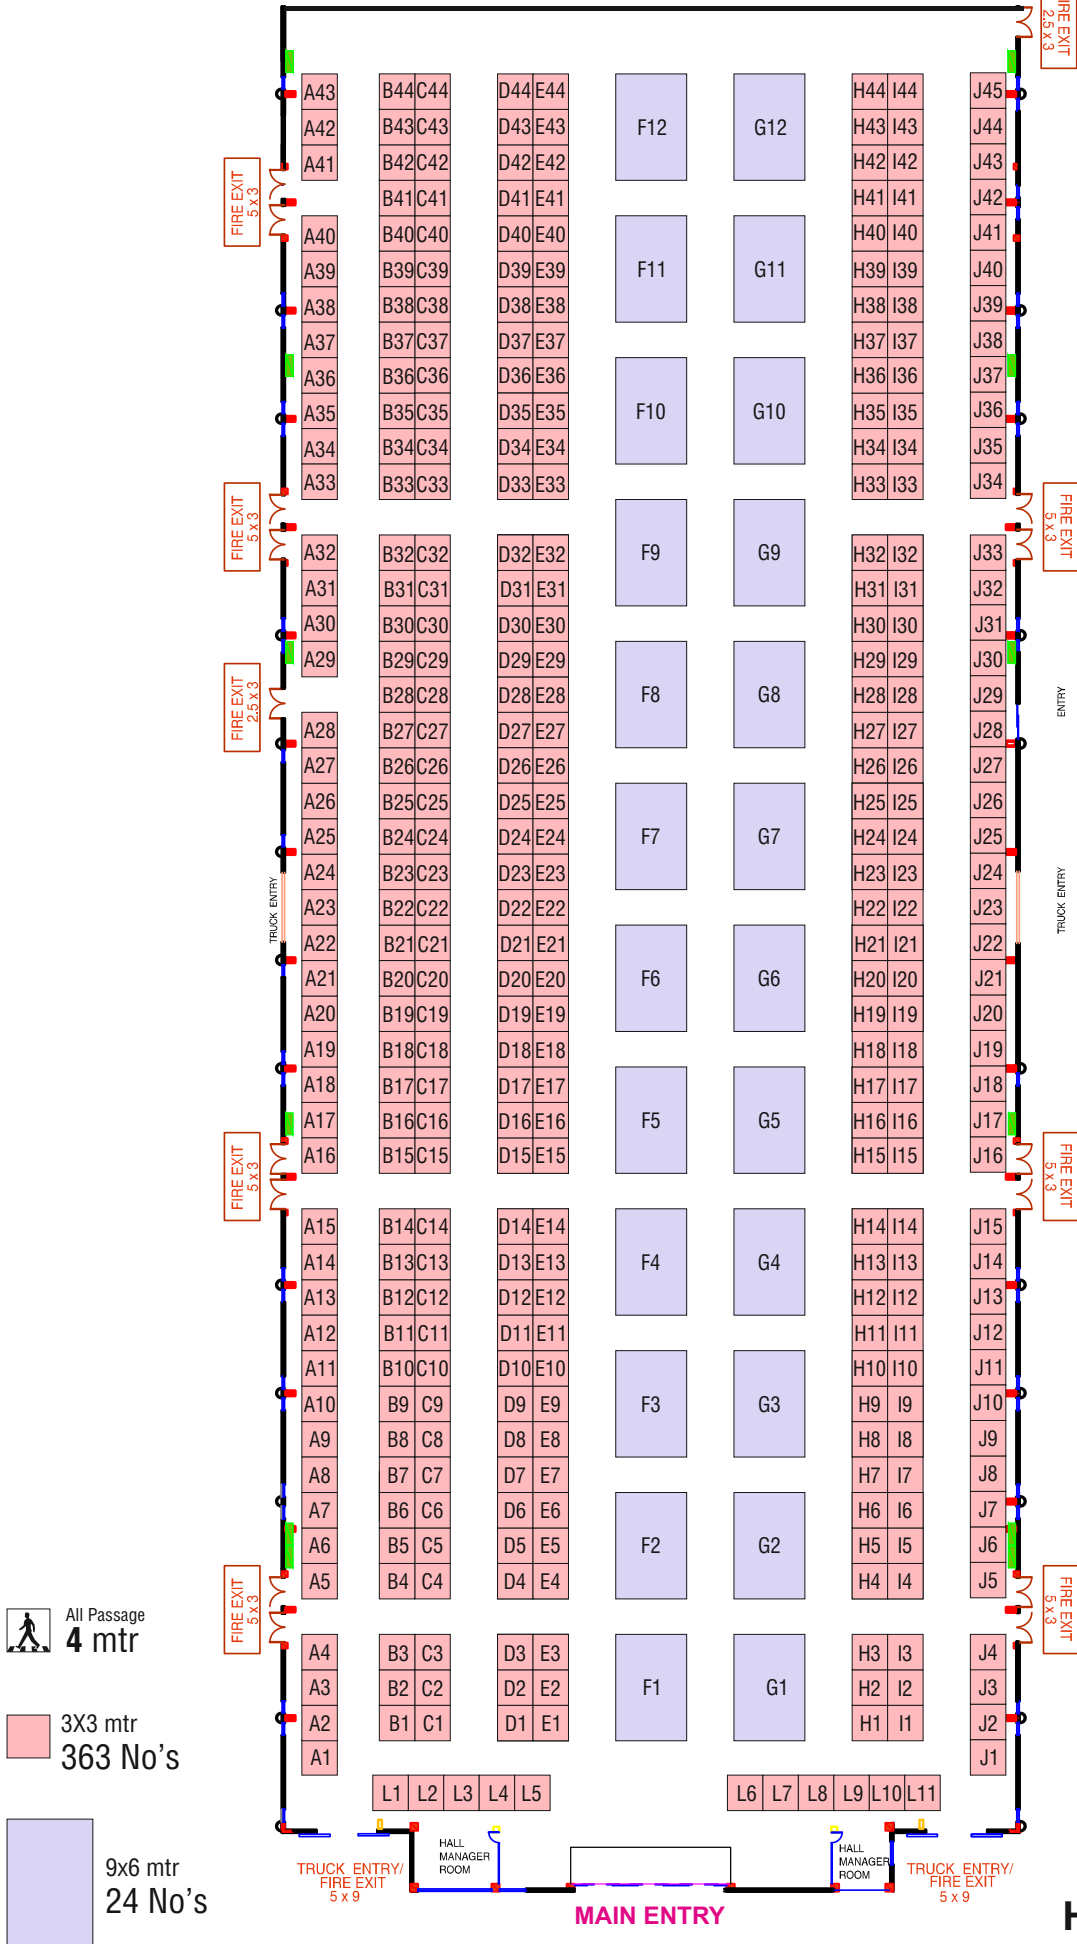 FIRE EXIT
2.5 x 3
A43 B44 C44 D44 E44 F12 G12 H44 I44 J45
A42 B43 C43 D43 E43 H43 I43 J44
A41 B42 C42 D42 E42 H42 I42 J43
FIRE EXIT
5 x 3
B41 C41 D41 E41 H41 I41 J42
A40 B40 C40 D40 E40 H40 I40 J41
A39 B39 C39 D39 E39 F11 G11 H39 I39 J40
A38 B38 C38 D38 E38 H38 I38 J39
A37 B37 C37 D37 E37 H37 I37 J38
A36 B36 C36 D36 E36 H36 I36 J37
A35 B35 C35 D35 E35 F10 G10 H35 I35 J36
A34 B34 C34 D34 E34 H34 I34 J35
A33 B33 C33 D33 E33 H33 I33 J34
FIRE EXIT
5 x 3
FIRE EXIT
5 x 3
A32 B32 C32 D32 E32 F9 G9 H32 I32 J33
A31 B31 C31 D31 E31 H31 I31 J32
A30 B30 C30 D30 E30 H30 I30 J31
A29 B29 C29 D29 E29 H29 I29 J30
FIRE EXIT
2.5 x 3
B28 C28 D28 E28 F8 G8 H28 I28 J29
ENTRY
A28 B27 C27 D27 E27 H27 I27 J28
A27 B26 C26 D26 E26 H26 I26 J27
A26 B25 C25 D25 E25 H25 I25 J26
A25 B24 C24 D24 E24 F7 G7 H24 I24 J25
A24 B23 C23 D23 E23 H23 I23 J24
TRUCK ENTRY
TRUCK ENTRY
A23 B22 C22 D22 E22 H22 I22 J23
A22 B21 C21 D21 E21 H21 I21 J22
A21 B20 C20 D20 E20 F6 G6 H20 I20 J21
A20 B19 C19 D19 E19 H19 I19 J20
A19 B18 C18 D18 E18 H18 I18 J19
A18 B17 C17 D17 E17 H17 I17 J18
A17 B16 C16 D16 E16 F5 G5 H16 I16 J17
A16 B15 C15 D15 E15 H15 I15 J16
FIRE EXIT
5 x 3
FIRE EXIT
5 x 3
A15 B14 C14 D14 E14 H14 I14 J15
A14 B13 C13 D13 E13 F4 G4 H13 I13 J14
A13 B12 C12 D12 E12 H12 I12 J13
A12 B11 C11 D11 E11 H11 I11 J12
A11 B10 C10 D10 E10 H10 I10 J11
A10 B9 C9 D9 E9 F3 G3 H9 I9 J10
A9 B8 C8 D8 E8 H8 I8 J9
A8 B7 C7 D7 E7 H7 I7 J8
A7 B6 C6 D6 E6 H6 I6 J7
A6 B5 C5 D5 E5 F2 G2 H5 I5 J6
A5 B4 C4 D4 E4 H4 I4 J5
FIRE EXIT
5 x 3
FIRE EXIT
5 x 3
All Passage
4 mtr
A4 B3 C3 D3 E3 H3 I3 J4
A3 B2 C2 D2 E2 F1 G1 H2 I2 J3
A2 B1 C1 D1 E1 H1 I1 J2
A1 J1
3X3 mtr
363 No's
L1 L2 L3 L4 L5 L6 L7 L8 L9 L10 L11
9x6 mtr
24 No's
TRUCK ENTRY/
FIRE EXIT
5 x 9
HALL
MANAGER
ROOM
HALL
MANAGER
ROOM
TRUCK ENTRY/
FIRE EXIT
5 x 9
MAIN ENTRY